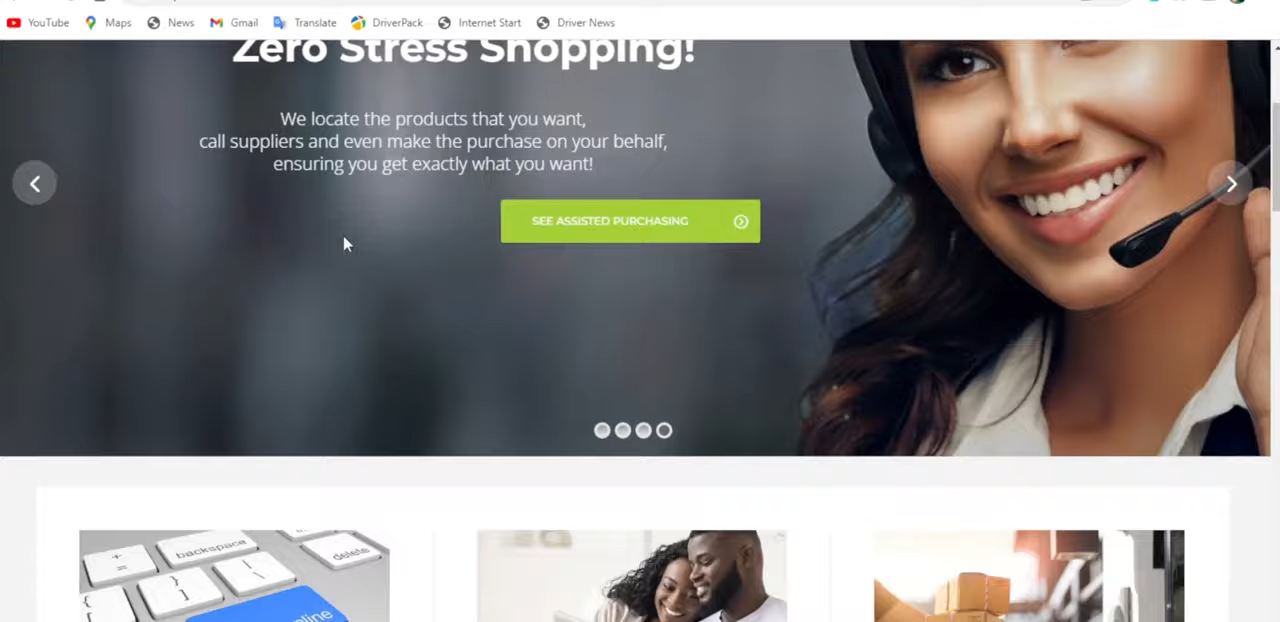 YouTube Maps News Gmail Translate DriverPack Internet Start Driver News
Zero Stress Shopping!
We locate the products that you want,
call suppliers and even make the purchase on your behalf,
ensuring you get exactly what you want!
SEE ASSISTED PURCHASING
+
=
backspace
delete
}
]
|
\
{
[